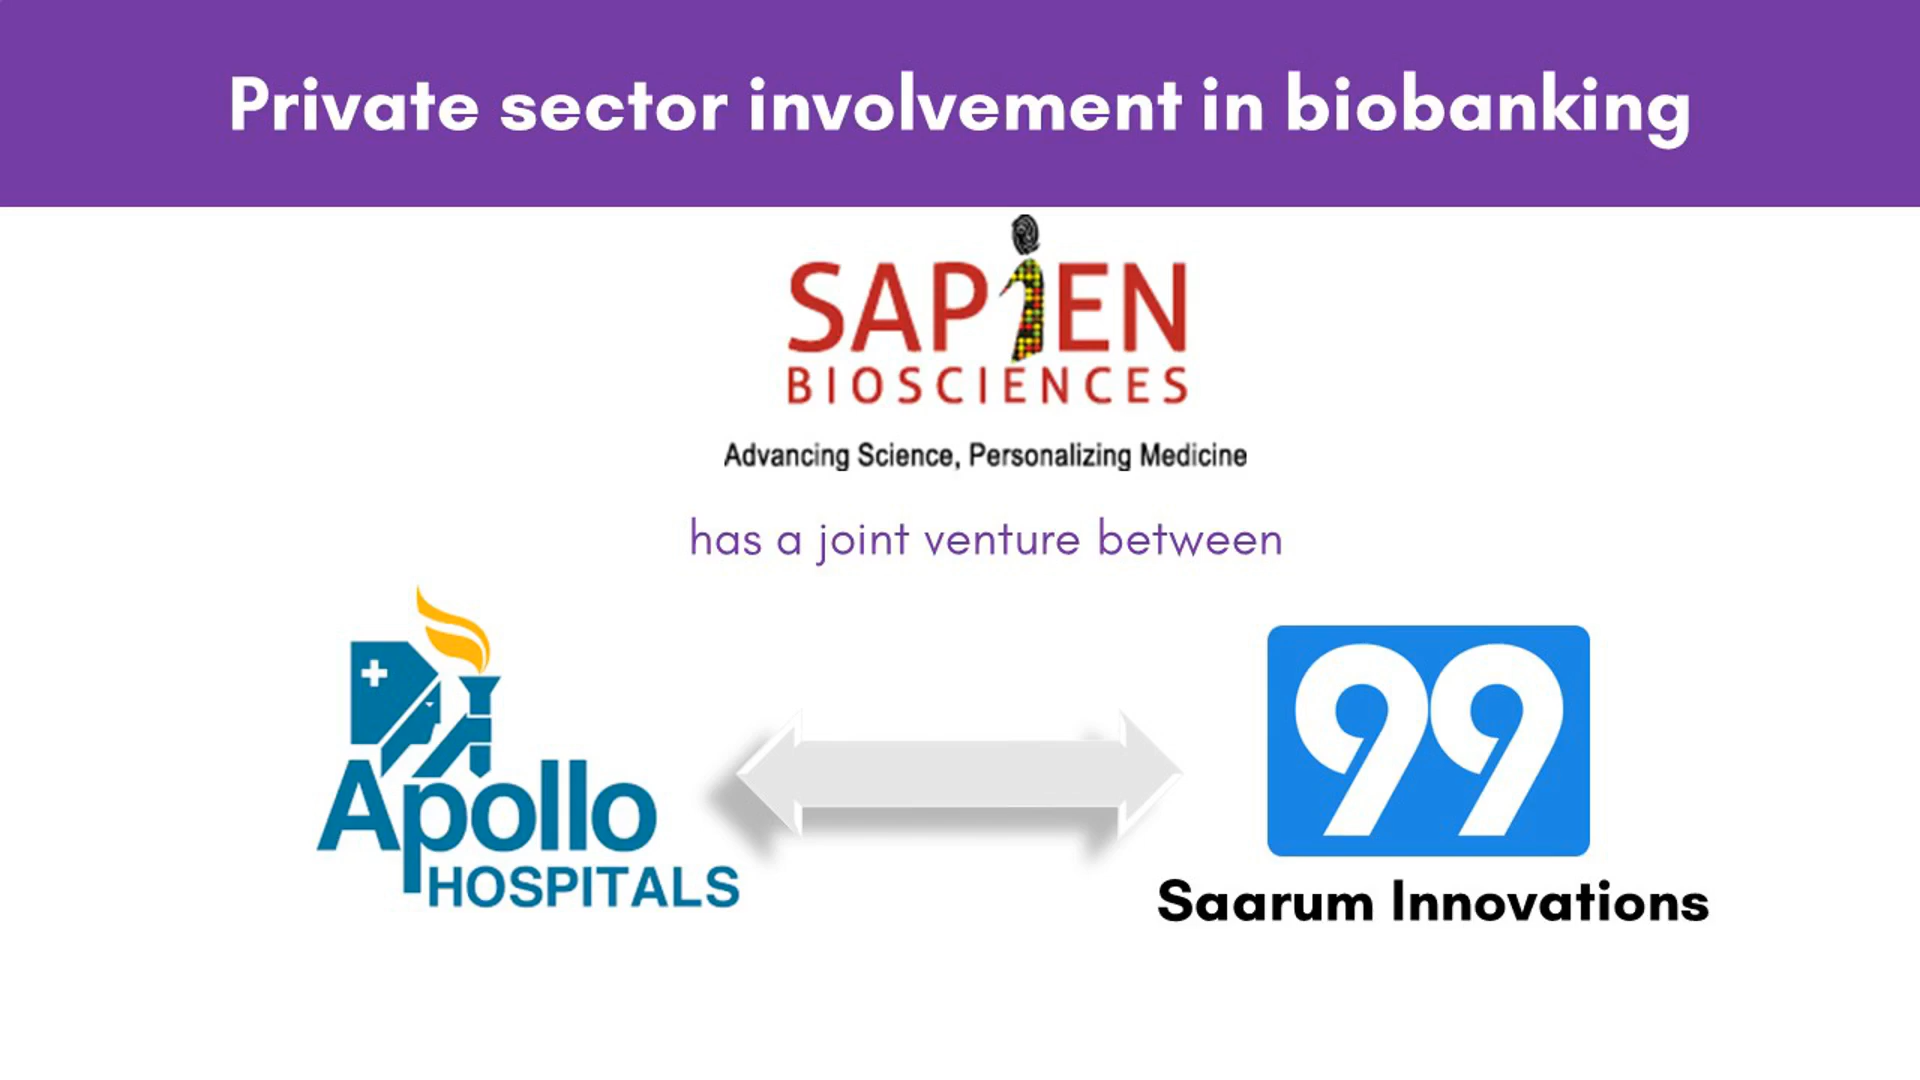 Private sector involvement in biobanking
SAPIEN
BIOSCIENCES
Advancing Science, Personalizing Medicine
has a joint venture between
Apollo
HOSPITALS
99
Saarum Innovations